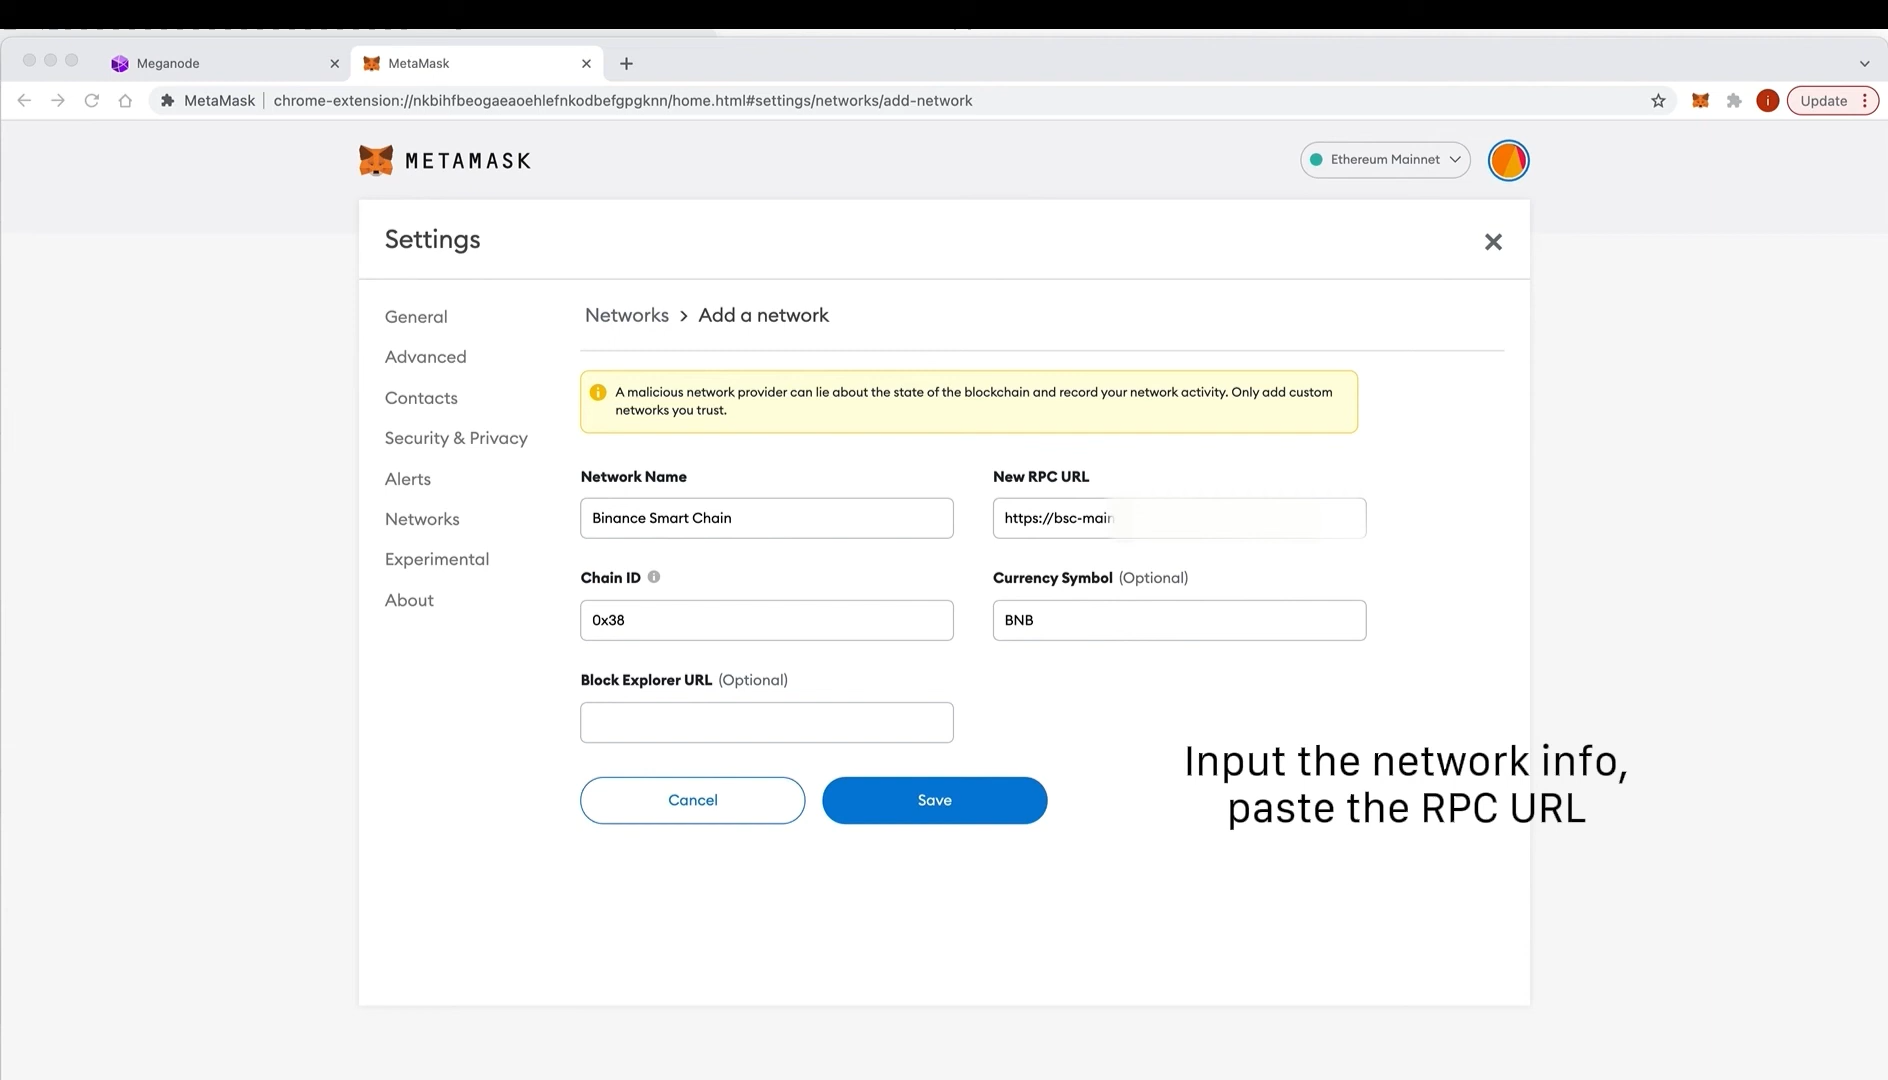 Meganode
MetaMask
MetaMask
chrome-extension://nkbihfbeogaeaoehlefnkodbefgpgknn/home.html#settings/networks/add-network
i
Update
METAMASK
Ethereum Mainnet
Settings
General
Advanced
Contacts
Security & Privacy
Alerts
Networks
Experimental
About
Networks > Add a network
A malicious network provider can lie about the state of the blockchain and record your network activity. Only add custom
networks you trust.
Network Name
Binance Smart Chain
New RPC URL
https://bsc-main
Chain ID
0x38
Currency Symbol (Optional)
BNB
Block Explorer URL (Optional)
Cancel
Save
Input the network info,
paste the RPC URL